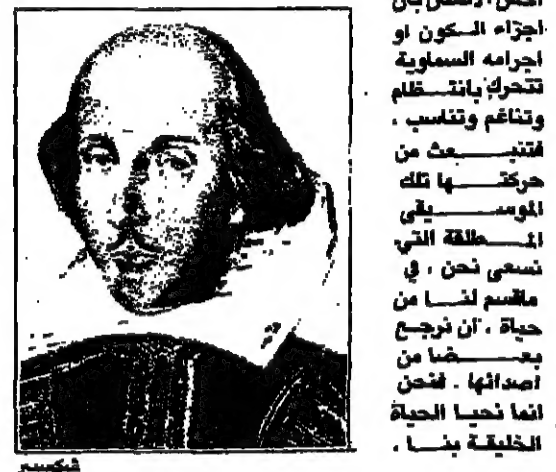 اجزاء الكون او
اجرامه السماوية
تتحرك بانتظام
وتناغم وتناسب .
فتنبعث من
حركتها تلك
الموسيقى
المطلقة التي
نسعى نحن ، في
ماقسم لنا من
حياة ، ان نرجع
بعضا من
اصدائها . فنحن
انما نحيا الحياة
الخليقة بنا ،
شكسبير